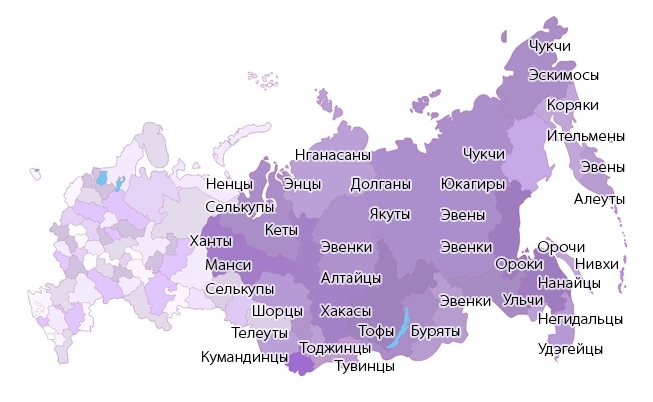 Чукчи
Эскимосы
Коряки
Ительмены
Нганасаны
Чукчи
Эвены
Ненцы
Энцы
Долганы
Юкагиры
Алеуты
Селькупы
Якуты
Эвены
Кеты
Ханты
Эвенки
Эвенки
Орочи
Манси
Ороки
Нивхи
Алтайцы
Нанайцы
Селькупы
Эвенки
Ульчи
Шорцы
Хакасы
Негидальцы
Телеуты
Тофы
Буряты
Тоджинцы
Удэгейцы
Кумандинцы
Тувинцы